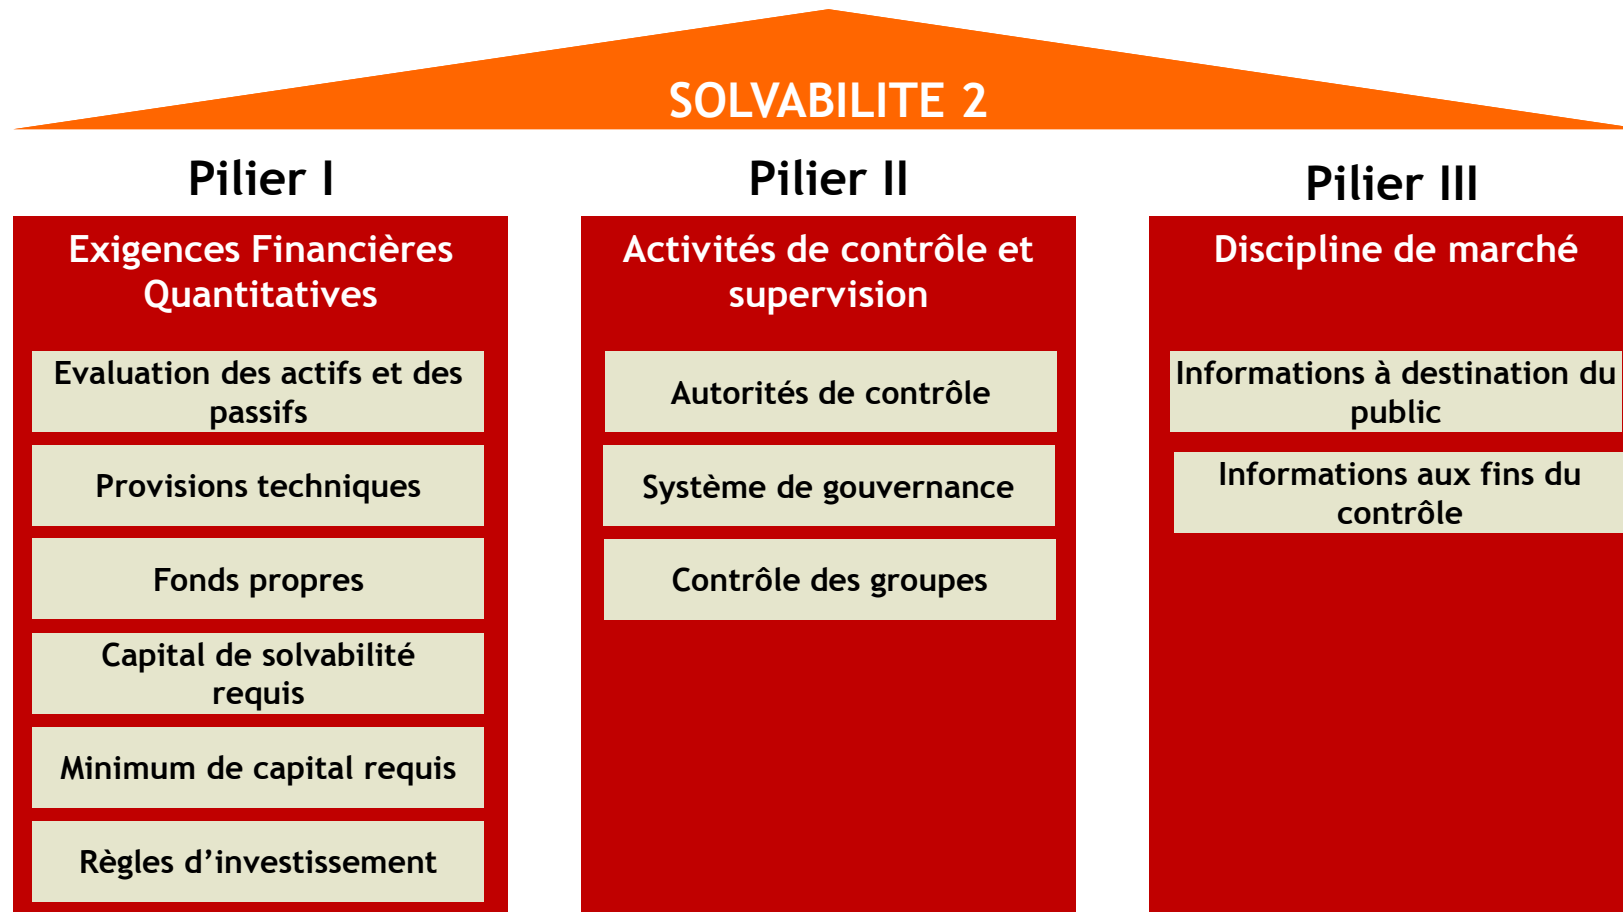 SOLVABILITE 2
Pilier I
Exigences Financières
Quantitatives
Evaluation des actifs et des
passifs
Provisions techniques
Fonds propres
Capital de solvabilité
requis
Minimum de capital requis
Règles d’investissement
Pilier II
Activités de contrôle et
supervision
Autorités de contrôle
Système de gouvernance
Contrôle des groupes
Pilier III
Discipline de marché
Informations à destination du
public
Informations aux fins du
contrôle